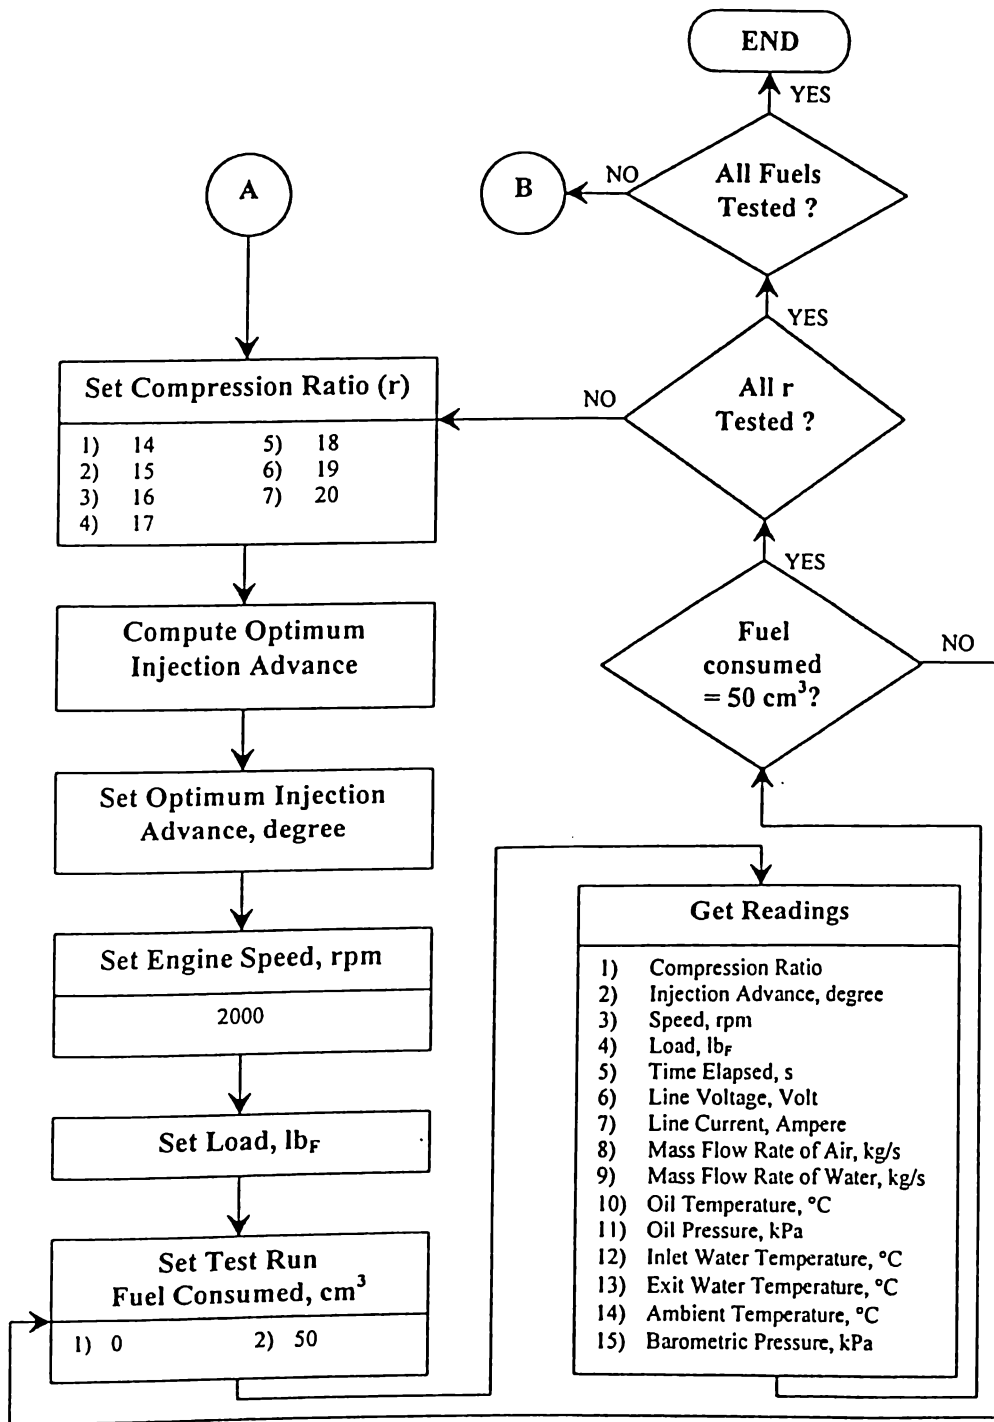 END
YES
All Fuels
Tested ?
NO
B
A
YES
All r
Tested ?
NO
Set Compression Ratio (r)
1) 14
2) 15
3) 16
4) 17
5) 18
6) 19
7) 20
YES
Fuel
consumed
= 50 cm³?
NO
Compute Optimum
Injection Advance
Set Optimum Injection
Advance, degree
Set Engine Speed, rpm
2000
Set Load, lbF
Set Test Run
Fuel Consumed, cm³
1) 0
2) 50
Get Readings
1) Compression Ratio
2) Injection Advance, degree
3) Speed, rpm
4) Load, lbF
5) Time Elapsed, s
6) Line Voltage, Volt
7) Line Current, Ampere
8) Mass Flow Rate of Air, kg/s
9) Mass Flow Rate of Water, kg/s
10) Oil Temperature, °C
11) Oil Pressure, kPa
12) Inlet Water Temperature, °C
13) Exit Water Temperature, °C
14) Ambient Temperature, °C
15) Barometric Pressure, kPa